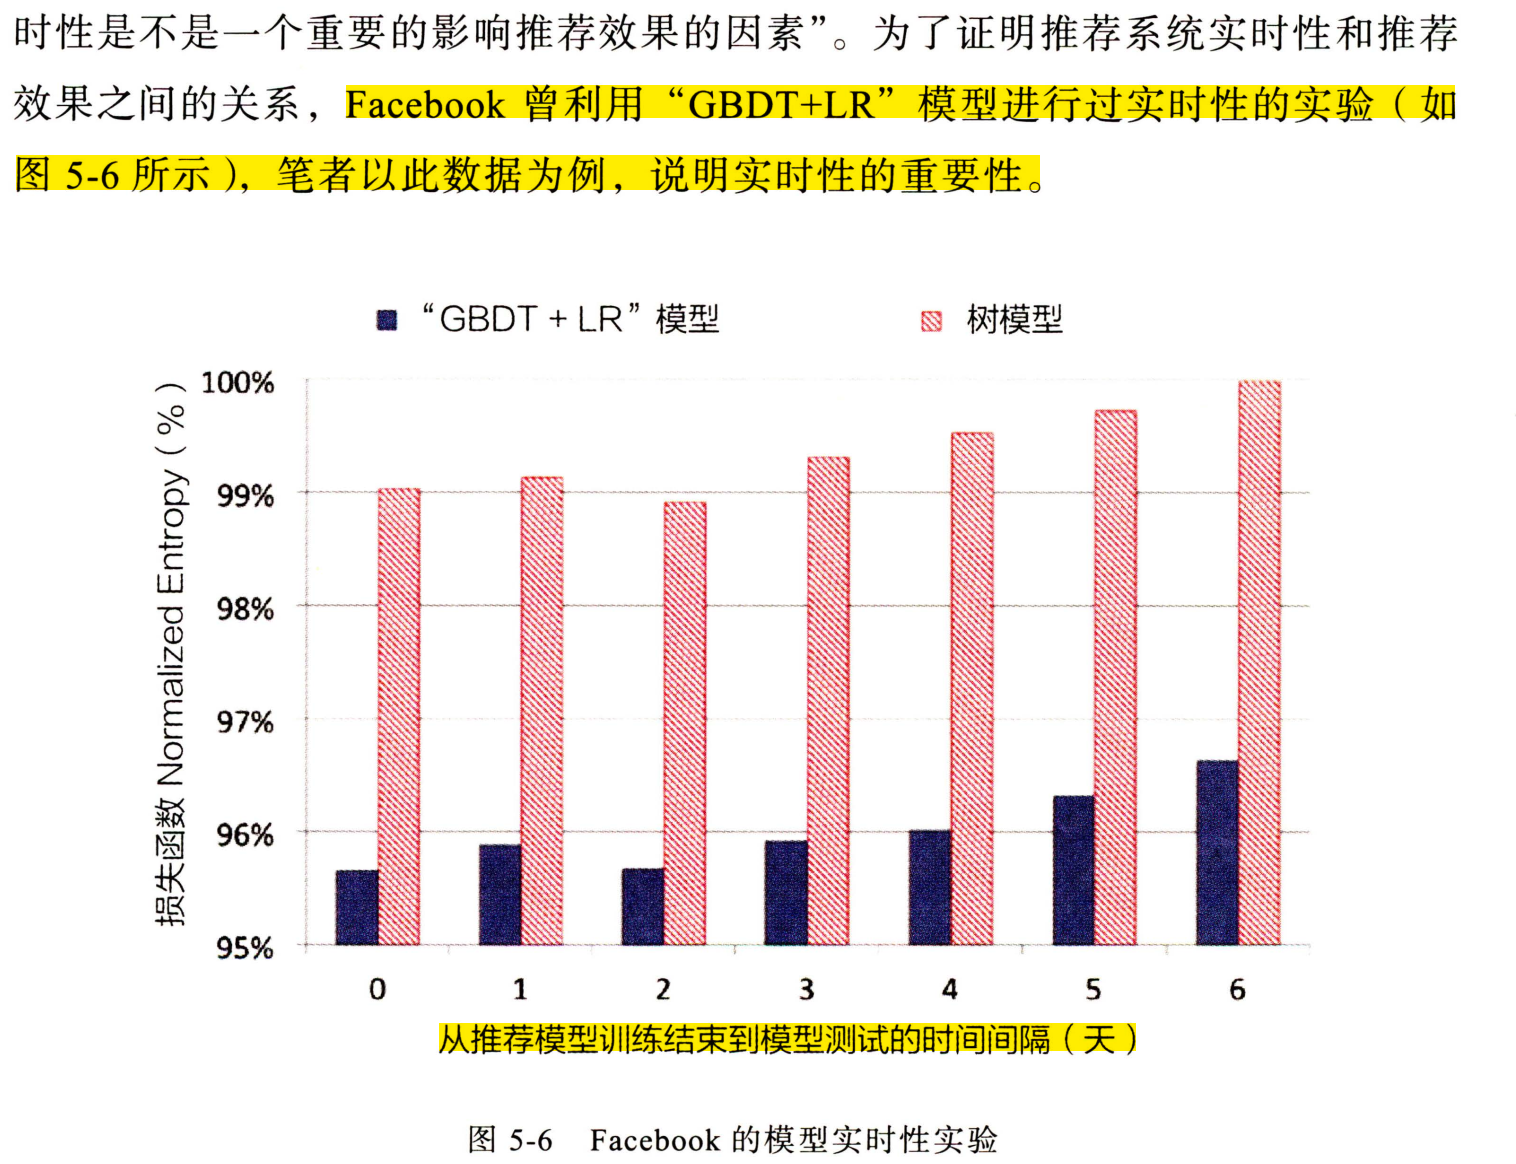 时性是不是一个重要的影响推荐效果的因素”。为了证明推荐系统实时性和推荐
效果之间的关系，Facebook 曾利用“GBDT+LR”模型进行过实时性的实验（如
图 5-6 所示），笔者以此数据为例，说明实时性的重要性。
“GBDT + LR”模型 树模型
损失函数 Normalized Entropy（%）
100%
99%
98%
97%
96%
95%
0 1 2 3 4 5 6
从推荐模型训练结束到模型测试的时间间隔（天）
图 5-6 Facebook 的模型实时性实验